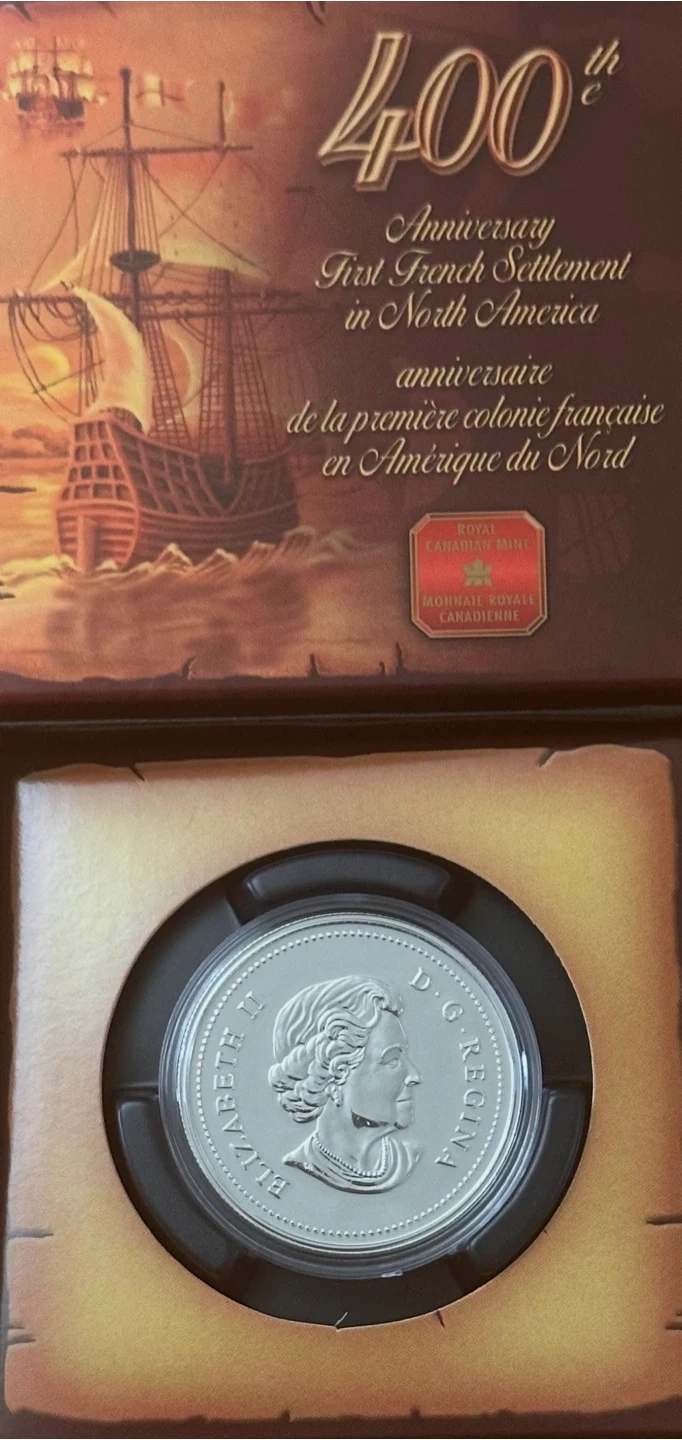 400th
e
Anniversary
First French Settlement
in North America
anniversaire
de la première colonie française
en Amérique du Nord
ROYAL
CANADIAN MINT
MONNAIE ROYALE
CANADIENNE
ELIZABETH II D·G·REGINA